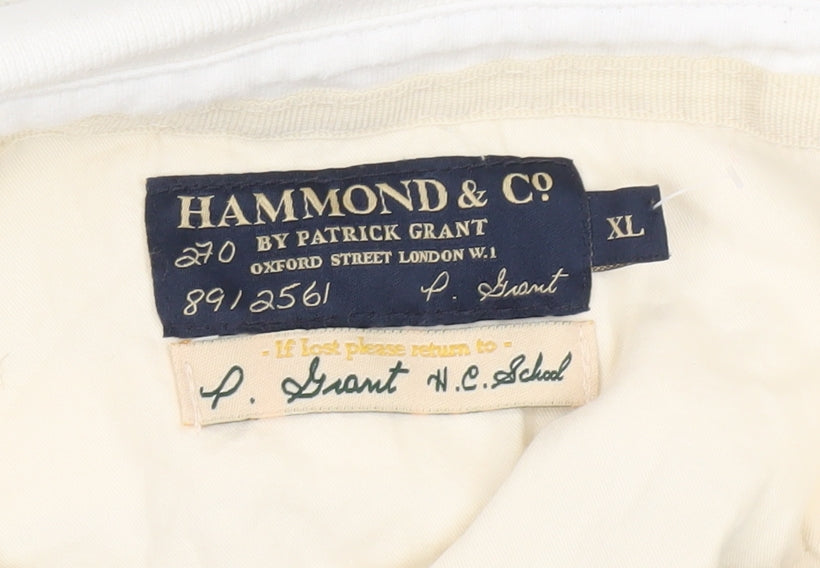 HAMMOND & Cº
BY PATRICK GRANT
270
OXFORD STREET LONDON W.1
8912561
P. Grant
XL
- If lost please return to -
P. Grant H.C. School